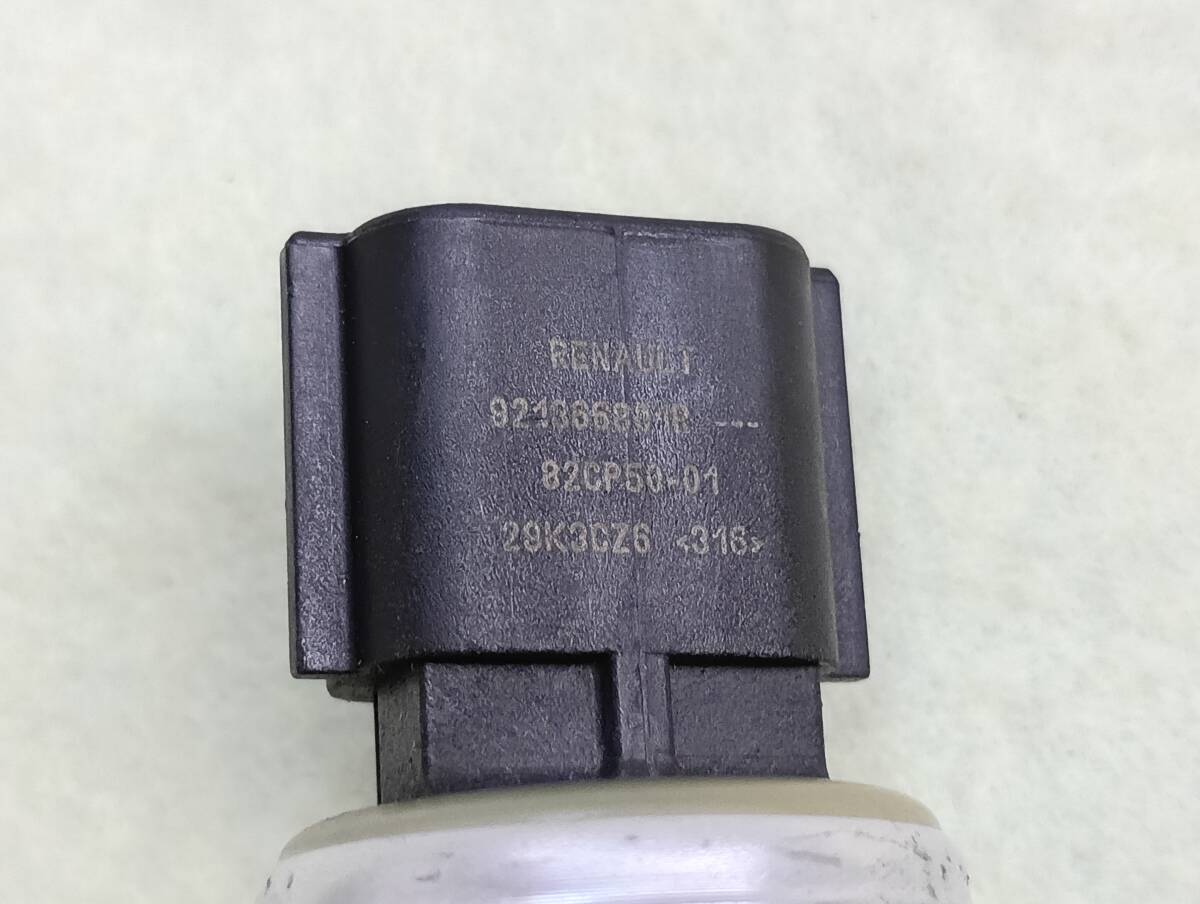 RENAULT
921366891R ---
82CP50-01
29K3CZ6 <316>